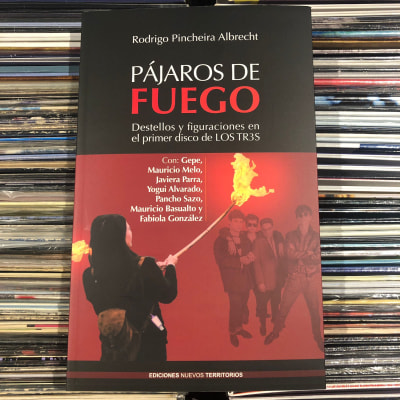 Rodrigo Pincheira Albrecht
PÁJAROS DE
FUEGO
Destellos y figuraciones en
el primer disco de LOS TR3S
Con: Gepe,
Mauricio Melo,
Javiera Parra,
Yogui Alvarado,
Pancho Sazo,
Mauricio Basualto y
Fabiola González
EDICIONES NUEVOS TERRITORIOS